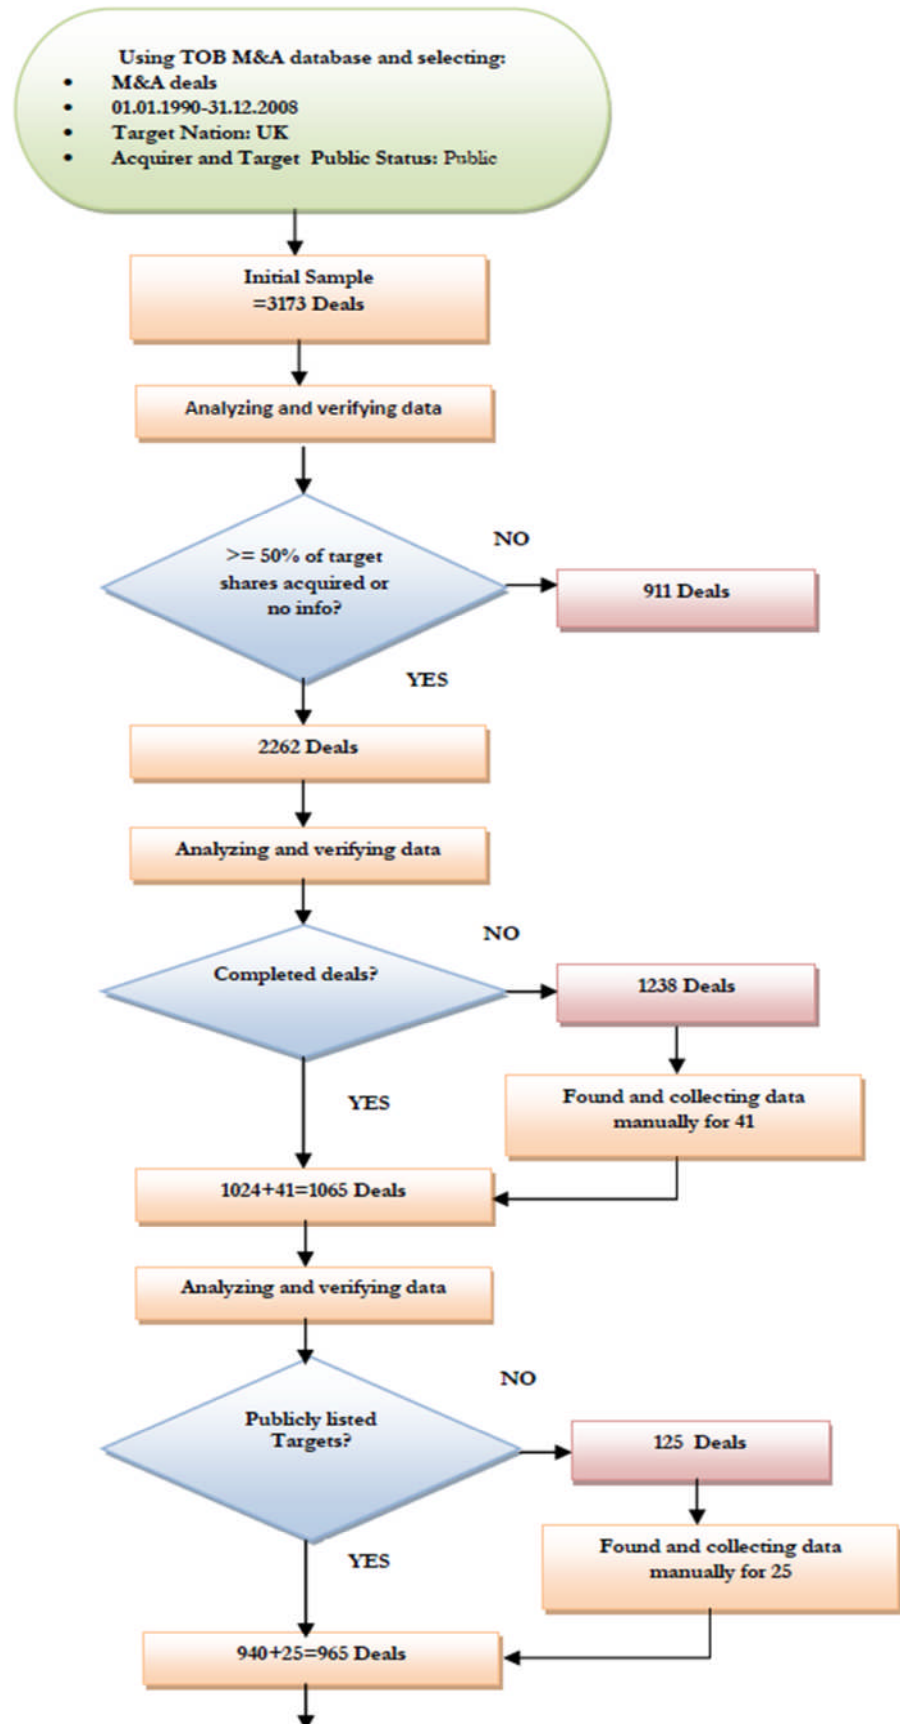 Using TOB M&A database and selecting:
• M&A deals
• 01.01.1990-31.12.2008
• Target Nation: UK
• Acquirer and Target Public Status: Public
Initial Sample
=3173 Deals
Analyzing and verifying data
>= 50% of target
shares acquired or
no info?
NO
911 Deals
YES
2262 Deals
Analyzing and verifying data
Completed deals?
NO
1238 Deals
Found and collecting data
manually for 41
YES
1024+41=1065 Deals
Analyzing and verifying data
Publicly listed
Targets?
NO
125 Deals
Found and collecting data
manually for 25
YES
940+25=965 Deals